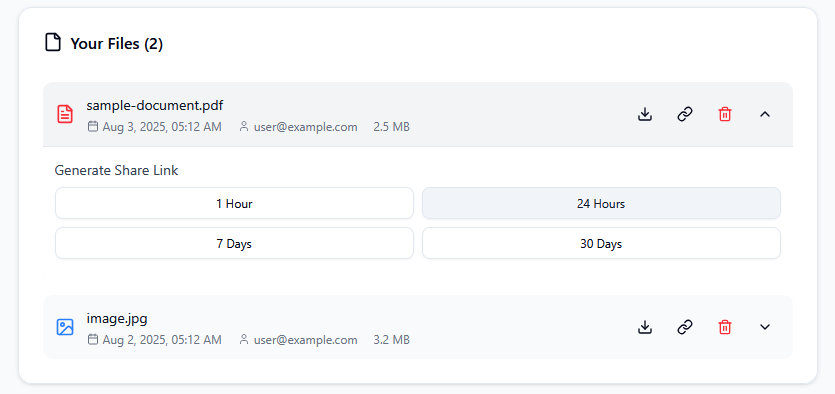 Your Files (2)
sample-document.pdf
Aug 3, 2025, 05:12 AM user@example.com 2.5 MB
Generate Share Link
1 Hour 24 Hours
7 Days 30 Days
image.jpg
Aug 2, 2025, 05:12 AM user@example.com 3.2 MB